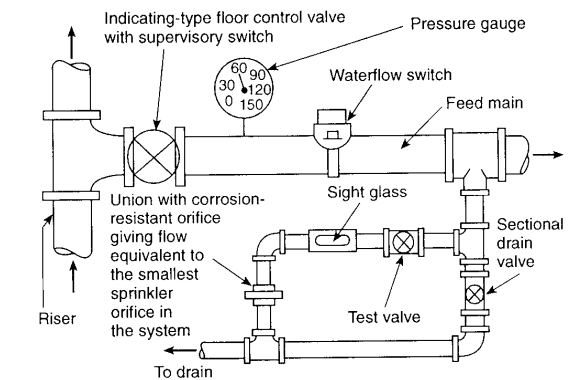 Indicating-type floor control valve
with supervisory switch
Pressure gauge
60
90
30
120
0
150
Waterflow switch
Feed main
Union with corrosion-
resistant orifice
giving flow
equivalent to
the smallest
sprinkler
orifice in
the system
Sight glass
Sectional
drain
valve
Riser
Test valve
To drain